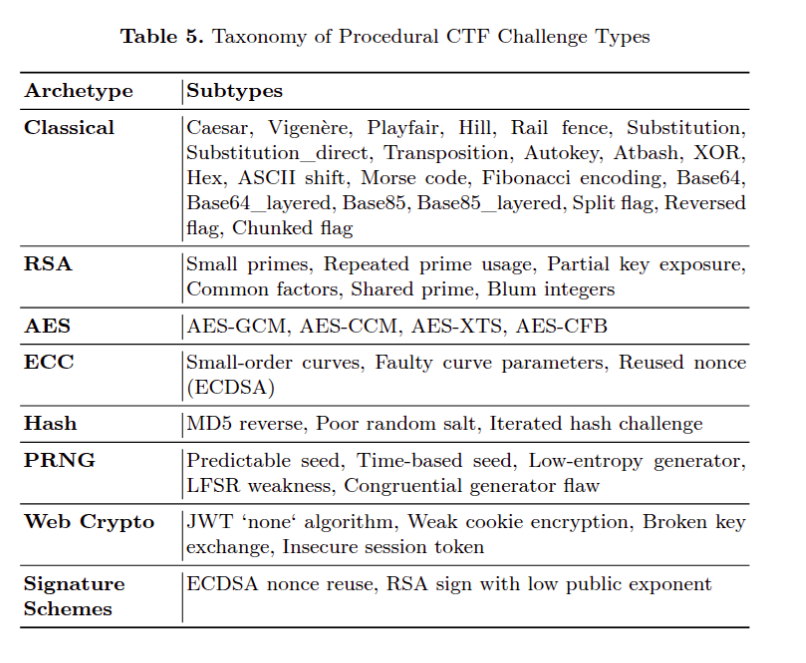 Table 5. Taxonomy of Procedural CTF Challenge Types
Archetype Subtypes
Classical Caesar, Vigenère, Playfair, Hill, Rail fence, Substitution,
Substitution_direct, Transposition, Autokey, Atbash, XOR,
Hex, ASCII shift, Morse code, Fibonacci encoding, Base64,
Base64_layered, Base85, Base85_layered, Split flag, Reversed
flag, Chunked flag
RSA Small primes, Repeated prime usage, Partial key exposure,
Common factors, Shared prime, Blum integers
AES AES-GCM, AES-CCM, AES-XTS, AES-CFB
ECC Small-order curves, Faulty curve parameters, Reused nonce
(ECDSA)
Hash MD5 reverse, Poor random salt, Iterated hash challenge
PRNG Predictable seed, Time-based seed, Low-entropy generator,
LFSR weakness, Congruential generator flaw
Web Crypto JWT ‘none‘ algorithm, Weak cookie encryption, Broken key
exchange, Insecure session token
Signature ECDSA nonce reuse, RSA sign with low public exponent
Schemes